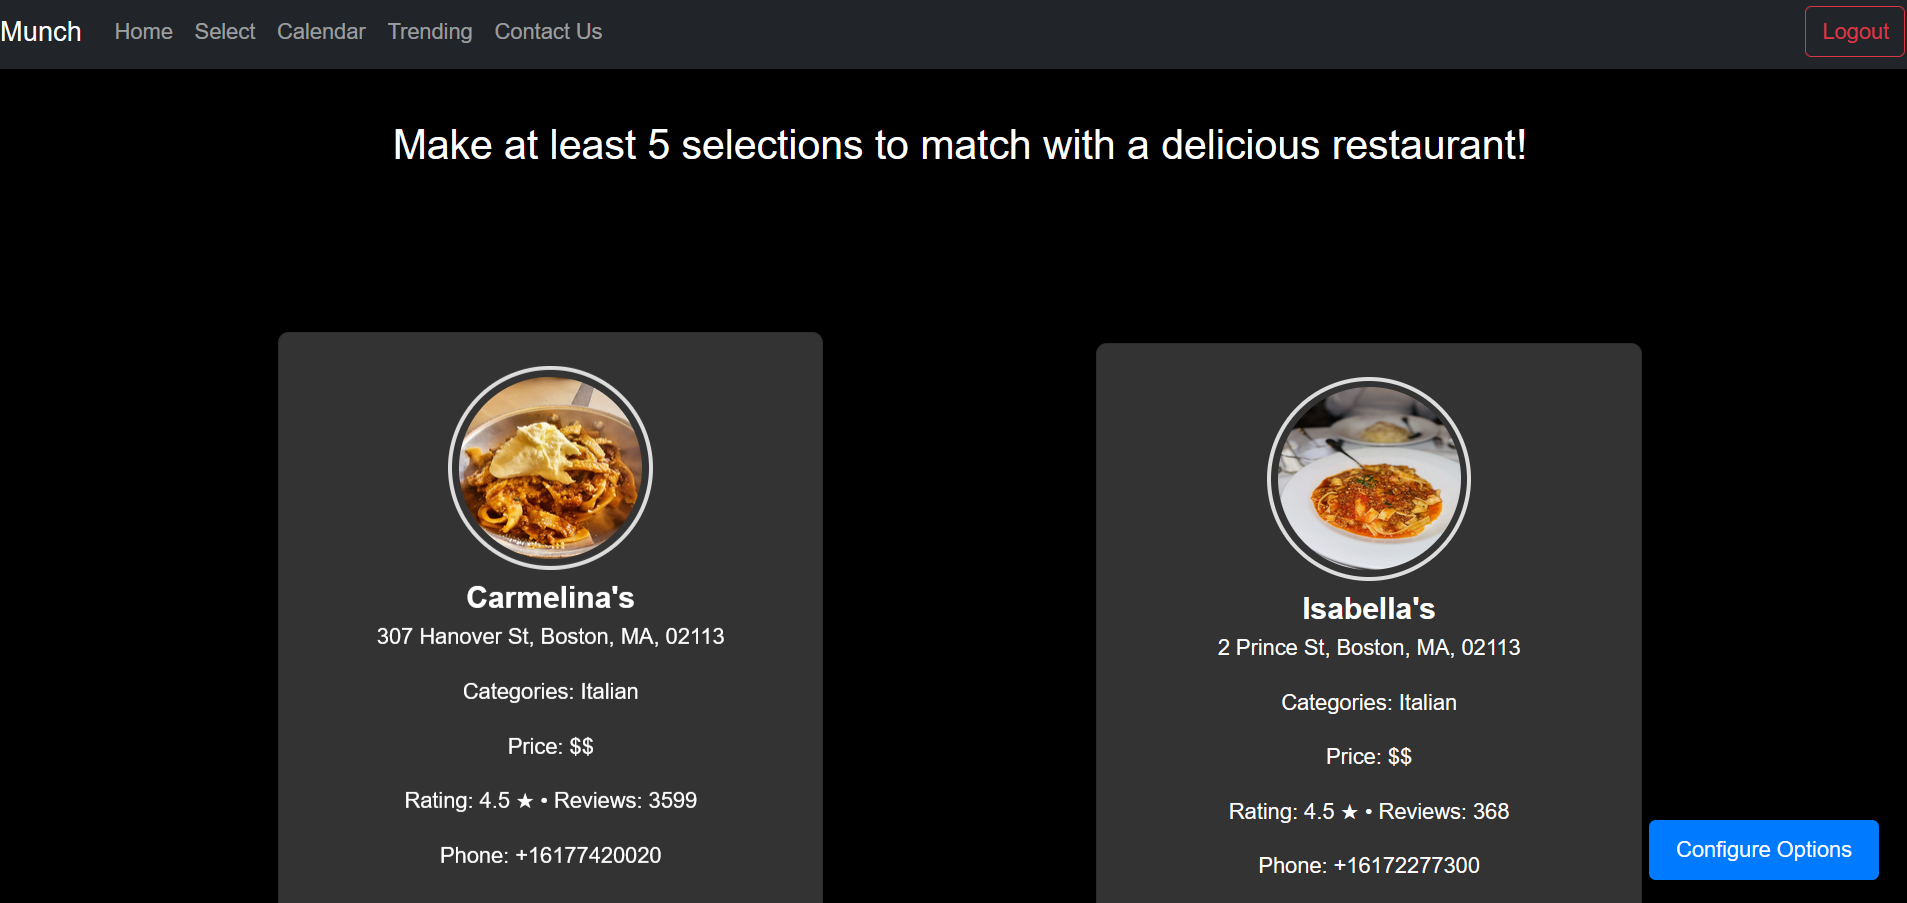 Munch Home Select Calendar Trending Contact Us Logout
Make at least 5 selections to match with a delicious restaurant!
Carmelina's
307 Hanover St, Boston, MA, 02113
Categories: Italian
Price: $$
Rating: 4.5 ★ • Reviews: 3599
Phone: +16177420020
Isabella's
2 Prince St, Boston, MA, 02113
Categories: Italian
Price: $$
Rating: 4.5 ★ • Reviews: 368
Phone: +16172277300
Configure Options